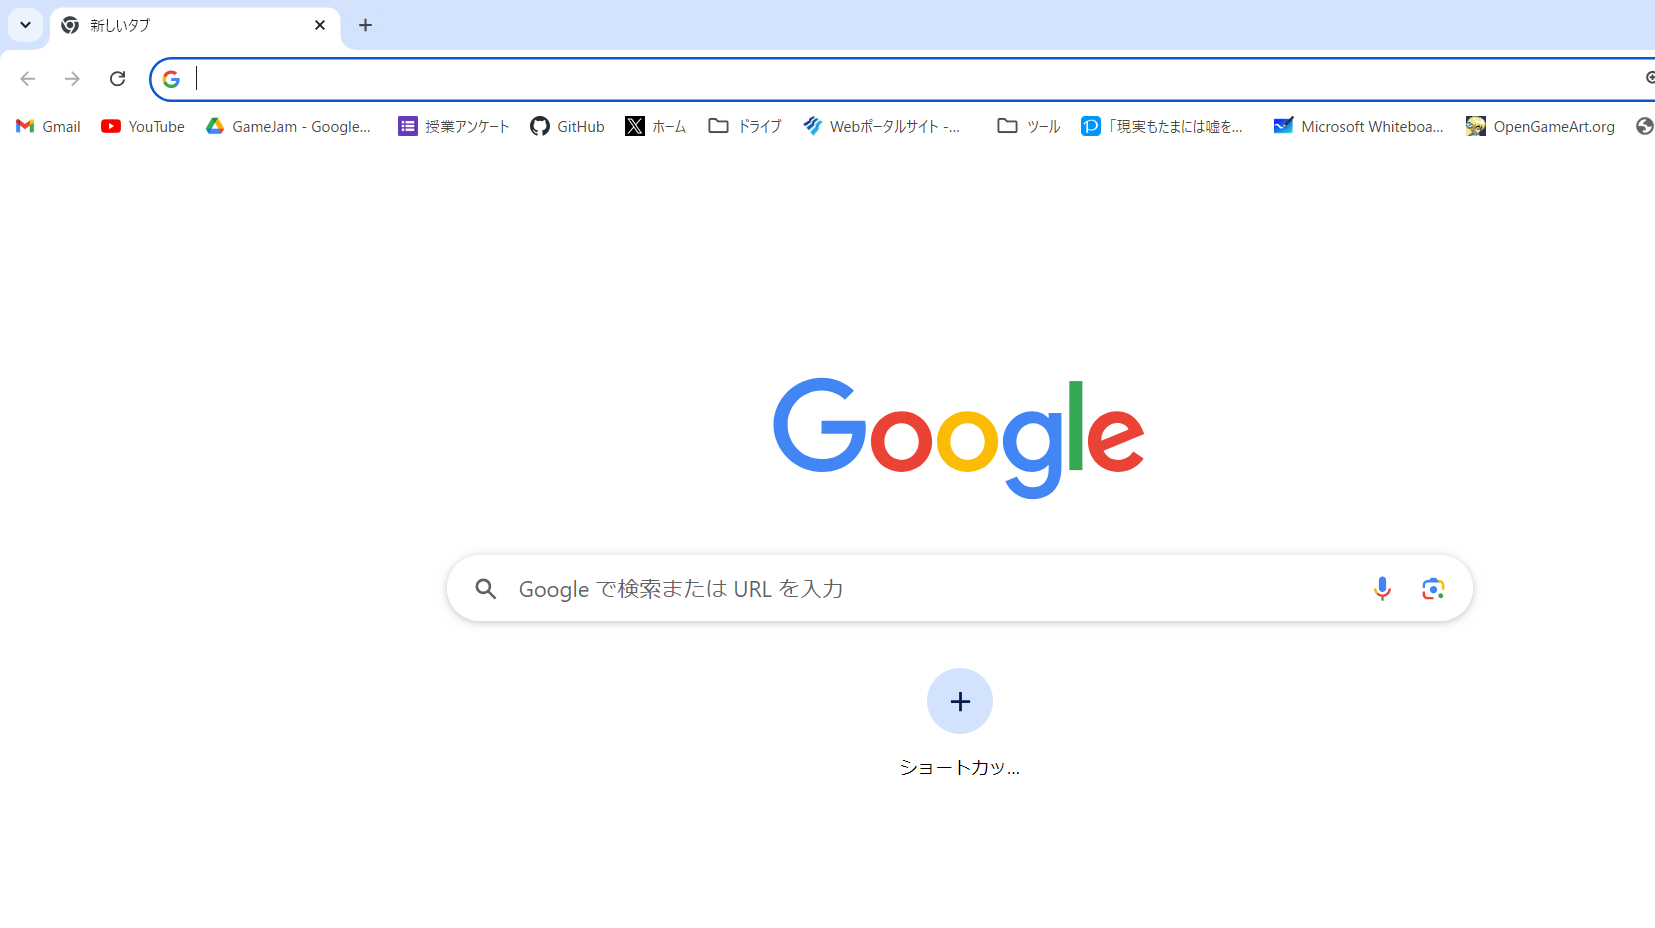 新しいタブ
Gmail YouTube GameJam - Google... 授業アンケート GitHub ホーム ドライブ Webポータルサイト -... ツール 「現実もたまには嘘を... Microsoft Whiteboa... OpenGameArt.org
Google
Google で検索または URL を入力
ショートカッ...